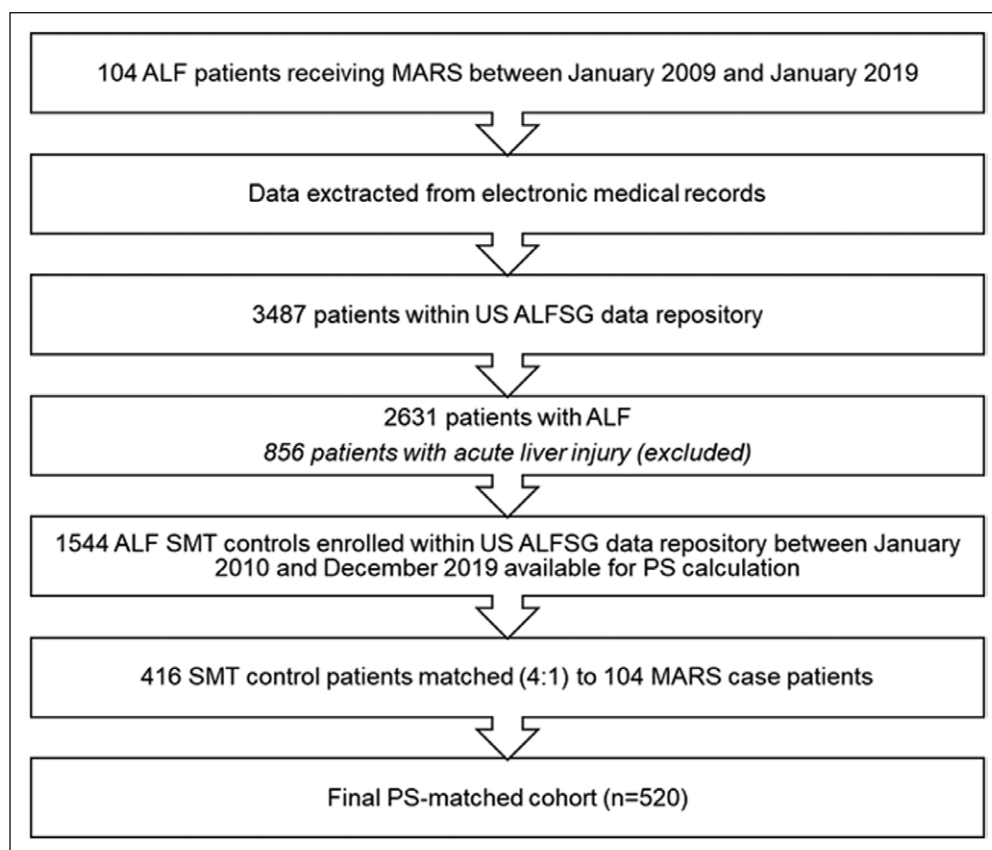 104 ALF patients receiving MARS between January 2009 and January 2019
Data exctracted from electronic medical records
3487 patients within US ALFSG data repository
2631 patients with ALF
856 patients with acute liver injury (excluded)
1544 ALF SMT controls enrolled within US ALFSG data repository between January
2010 and December 2019 available for PS calculation
416 SMT control patients matched (4:1) to 104 MARS case patients
Final PS-matched cohort (n=520)